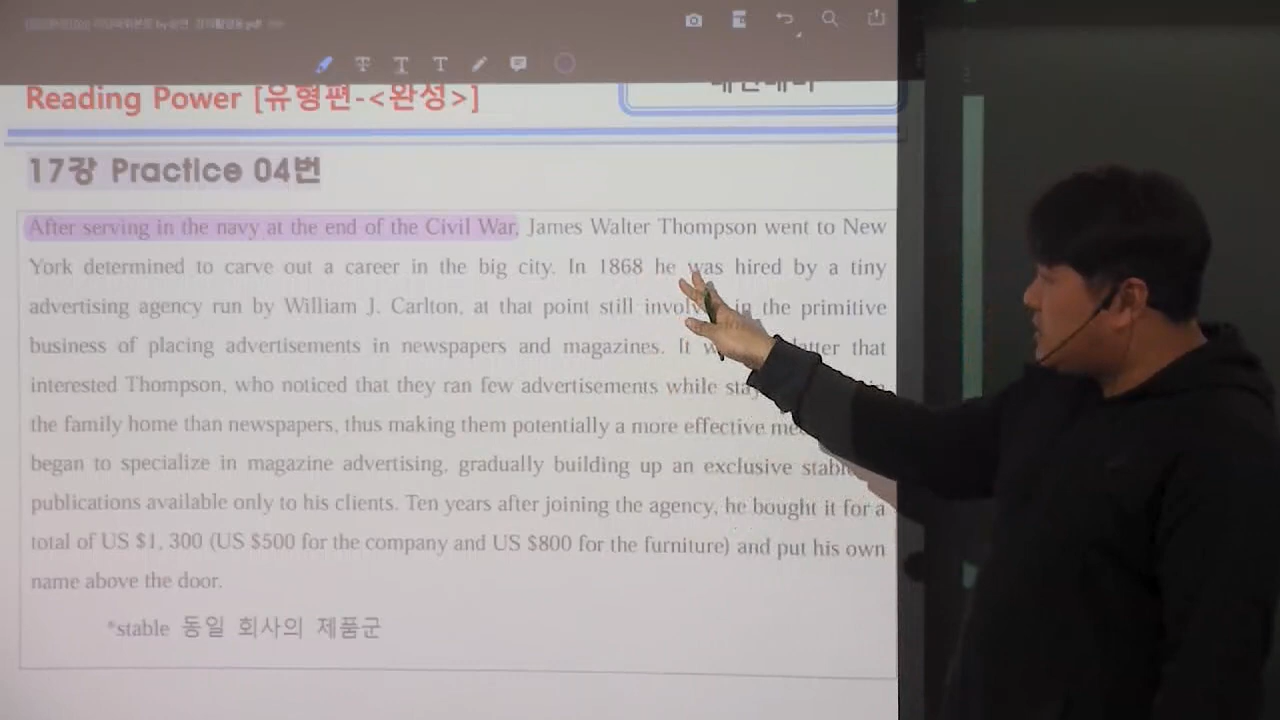 Reading Power [유형편-<완성>]
17강 Practice 04번
After serving in the navy at the end of the Civil War, James Walter Thompson went to New
York determined to carve out a career in the big city. In 1868 he was hired by a tiny
advertising agency run by William J. Carlton, at that point still in the primitive
business of placing advertisements in newspapers and magazines. It latter that
interested Thompson, who noticed that they ran few advertisements while
the family home than newspapers, thus making them potentially a more effective
began to specialize in magazine advertising, gradually building up an exclusive
publications available only to his clients. Ten years after joining the agency, he bought it for a
total of US $1, 300 (US $500 for the company and US $800 for the furniture) and put his own
name above the door.
*stable 동일 회사의 제품군